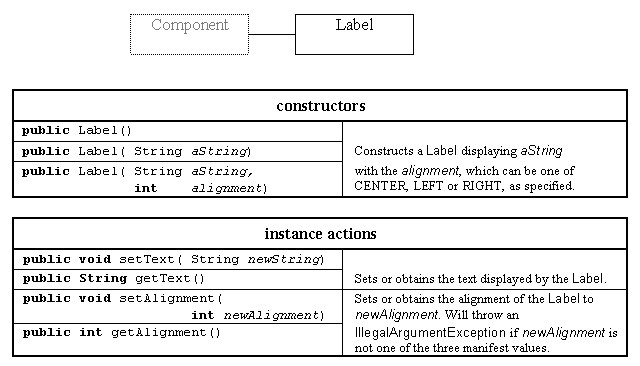 Component
Label
constructors
public Label()
public Label( String aString)
public Label( String aString,
int alignment)
Constructs a Label displaying aString
with the alignment, which can be one of
CENTER, LEFT or RIGHT, as specified.
instance actions
public void setText( String newString)
public String getText()
Sets or obtains the text displayed by the Label.
public void setAlignment(
int newAlignment)
public int getAlignment()
Sets or obtains the alignment of the Label to
newAlignment. Will throw an
IllegalArgumentException if newAlignment is
not one of the three manifest values.